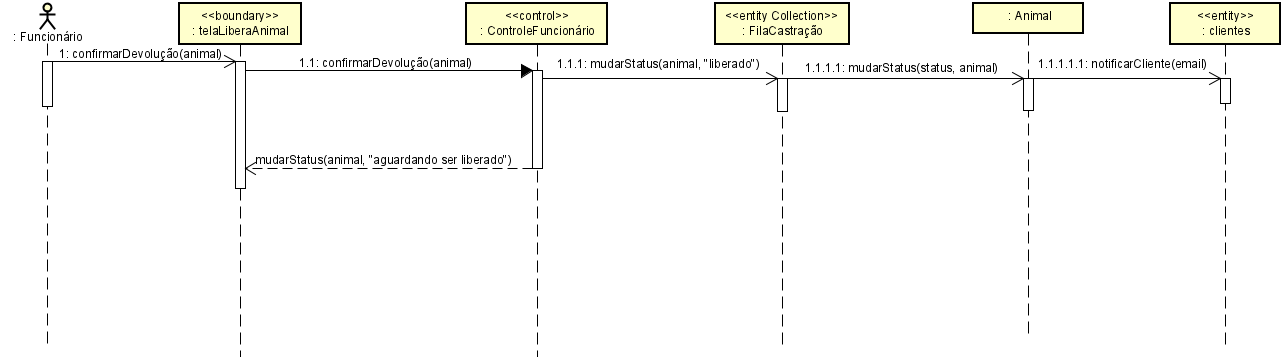 : Funcionário
<<boundary>>
: telaLiberaAnimal
<<control>>
: ControleFuncionário
<<entity Collection>>
: FilaCastração
: Animal
<<entity>>
: clientes
1: confirmarDevolução(animal)
1.1: confirmarDevolução(animal)
1.1.1: mudarStatus(animal, "liberado")
1.1.1.1: mudarStatus(status, animal)
1.1.1.1.1: notificarCliente(email)
mudarStatus(animal, "aguardando ser liberado")